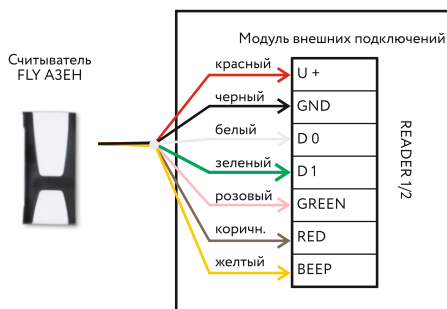 Модуль внешних подключений
Считыватель
FLY A3EH
красный
U +
черный
GND
белый
D 0
зеленый
D 1
розовый
GREEN
коричн.
RED
желтый
BEEP
READER 1/2